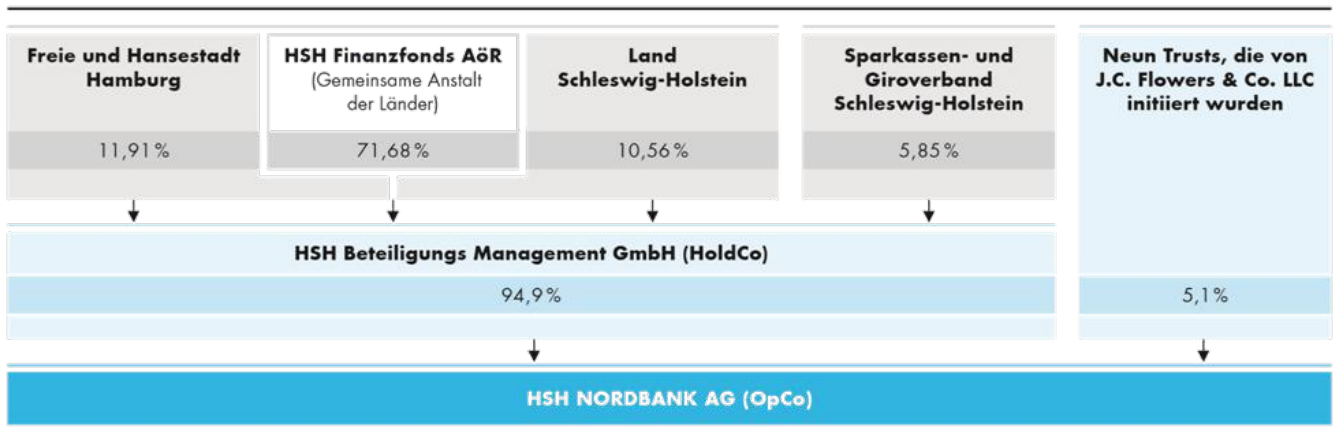 Freie und Hansestadt
Hamburg
11,91 %
HSH Finanzfonds AöR
(Gemeinsame Anstalt
der Länder)
71,68 %
Land
Schleswig-Holstein
10,56 %
Sparkassen- und
Giroverband
Schleswig-Holstein
5,85 %
Neun Trusts, die von
J.C. Flowers & Co. LLC
initiiert wurden
HSH Beteiligungs Management GmbH (HoldCo)
94,9 %
5,1 %
HSH NORDBANK AG (OpCo)